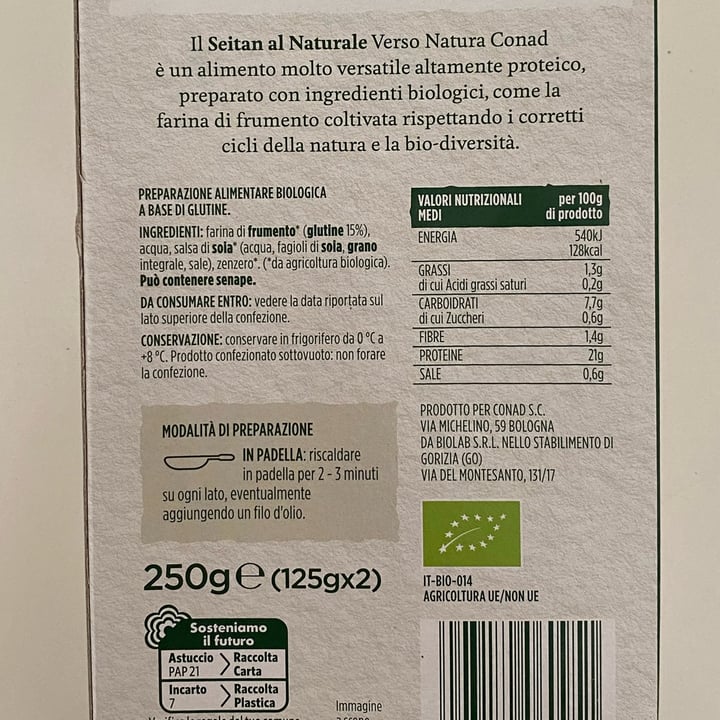 Il Seitan al Naturale Verso Natura Conad
è un alimento molto versatile altamente proteico,
preparato con ingredienti biologici, come la
farina di frumento coltivata rispettando i corretti
cicli della natura e la bio-diversità.
PREPARAZIONE ALIMENTARE BIOLOGICA
A BASE DI GLUTINE.
INGREDIENTI: farina di frumento* (glutine 15%),
acqua, salsa di soia* (acqua, fagioli di soia, grano
integrale, sale), zenzero*. (*da agricoltura biologica).
Può contenere senape.
DA CONSUMARE ENTRO: vedere la data riportata sul
lato superiore della confezione.
CONSERVAZIONE: conservare in frigorifero da 0 °C a
+8 °C. Prodotto confezionato sottovuoto: non forare
la confezione.
VALORI NUTRIZIONALI per 100g
MEDI di prodotto
ENERGIA 540kJ
128kcal
GRASSI 1,3g
di cui Acidi grassi saturi 0,2g
CARBOIDRATI 7,7g
di cui Zuccheri 0,6g
FIBRE 1,4g
PROTEINE 21g
SALE 0,6g
MODALITÀ DI PREPARAZIONE
IN PADELLA: riscaldare
in padella per 2 - 3 minuti
su ogni lato, eventualmente
aggiungendo un filo d'olio.
PRODOTTO PER CONAD S.C.
VIA MICHELINO, 59 BOLOGNA
DA BIOLAB S.R.L. NELLO STABILIMENTO DI
GORIZIA (GO)
VIA DEL MONTESANTO, 131/17
IT-BIO-014
AGRICOLTURA UE/NON UE
250g e (125gx2)
Sosteniamo
il futuro
Astuccio Raccolta
PAP 21 Carta
Incarto Raccolta
7 Plastica
Immagine